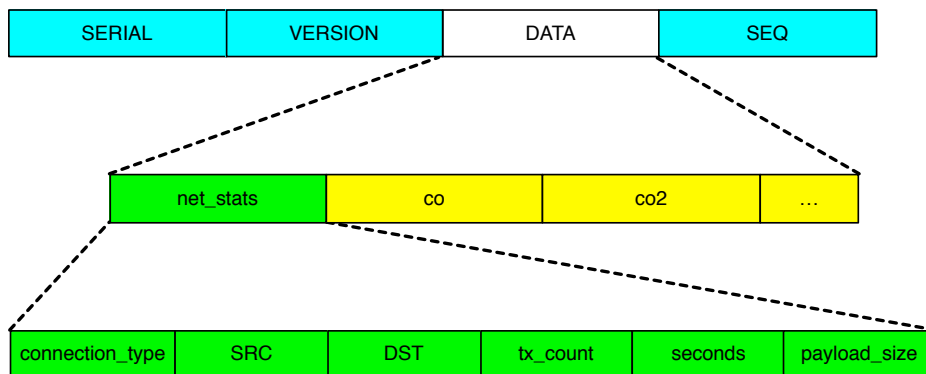 SERIAL VERSION DATA SEQ
net_stats co co2 …
connection_type SRC DST tx_count seconds payload_size